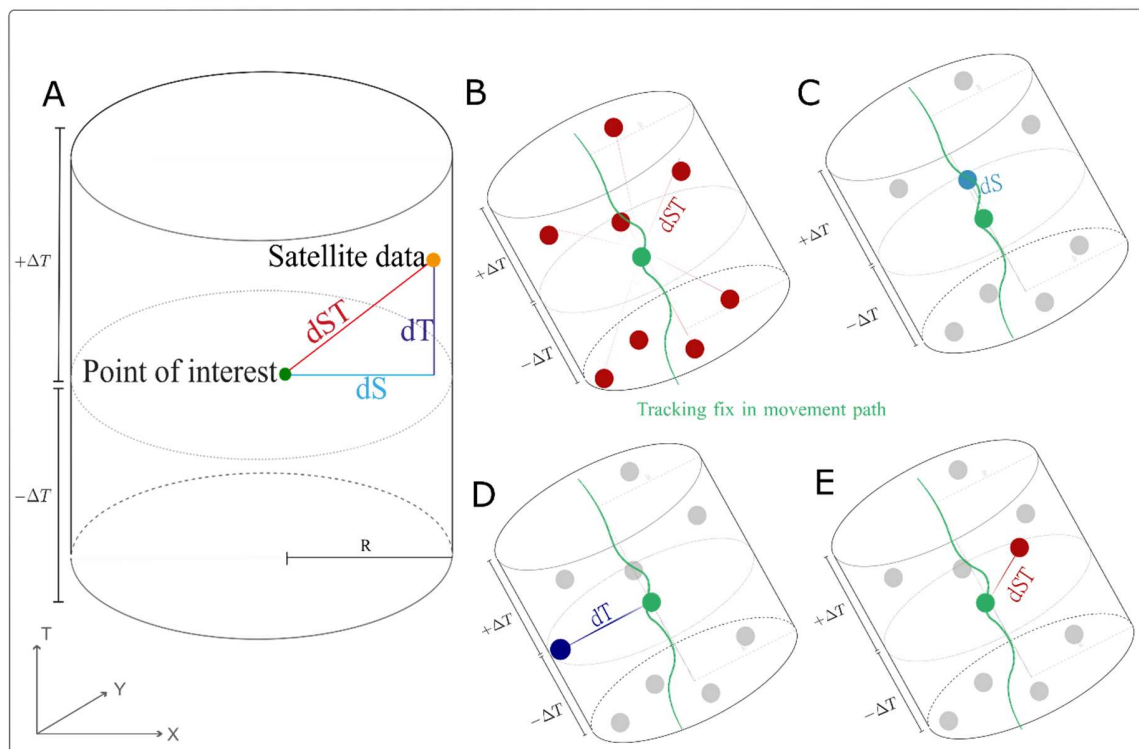 A
+ΔT
Satellite data
dST
dT
Point of interest
dS
−ΔT
R
T
Y
X
B
dST
+ΔT
−ΔT
C
dS
+ΔT
−ΔT
Tracking fix in movement path
D
dT
+ΔT
−ΔT
E
dST
+ΔT
−ΔT